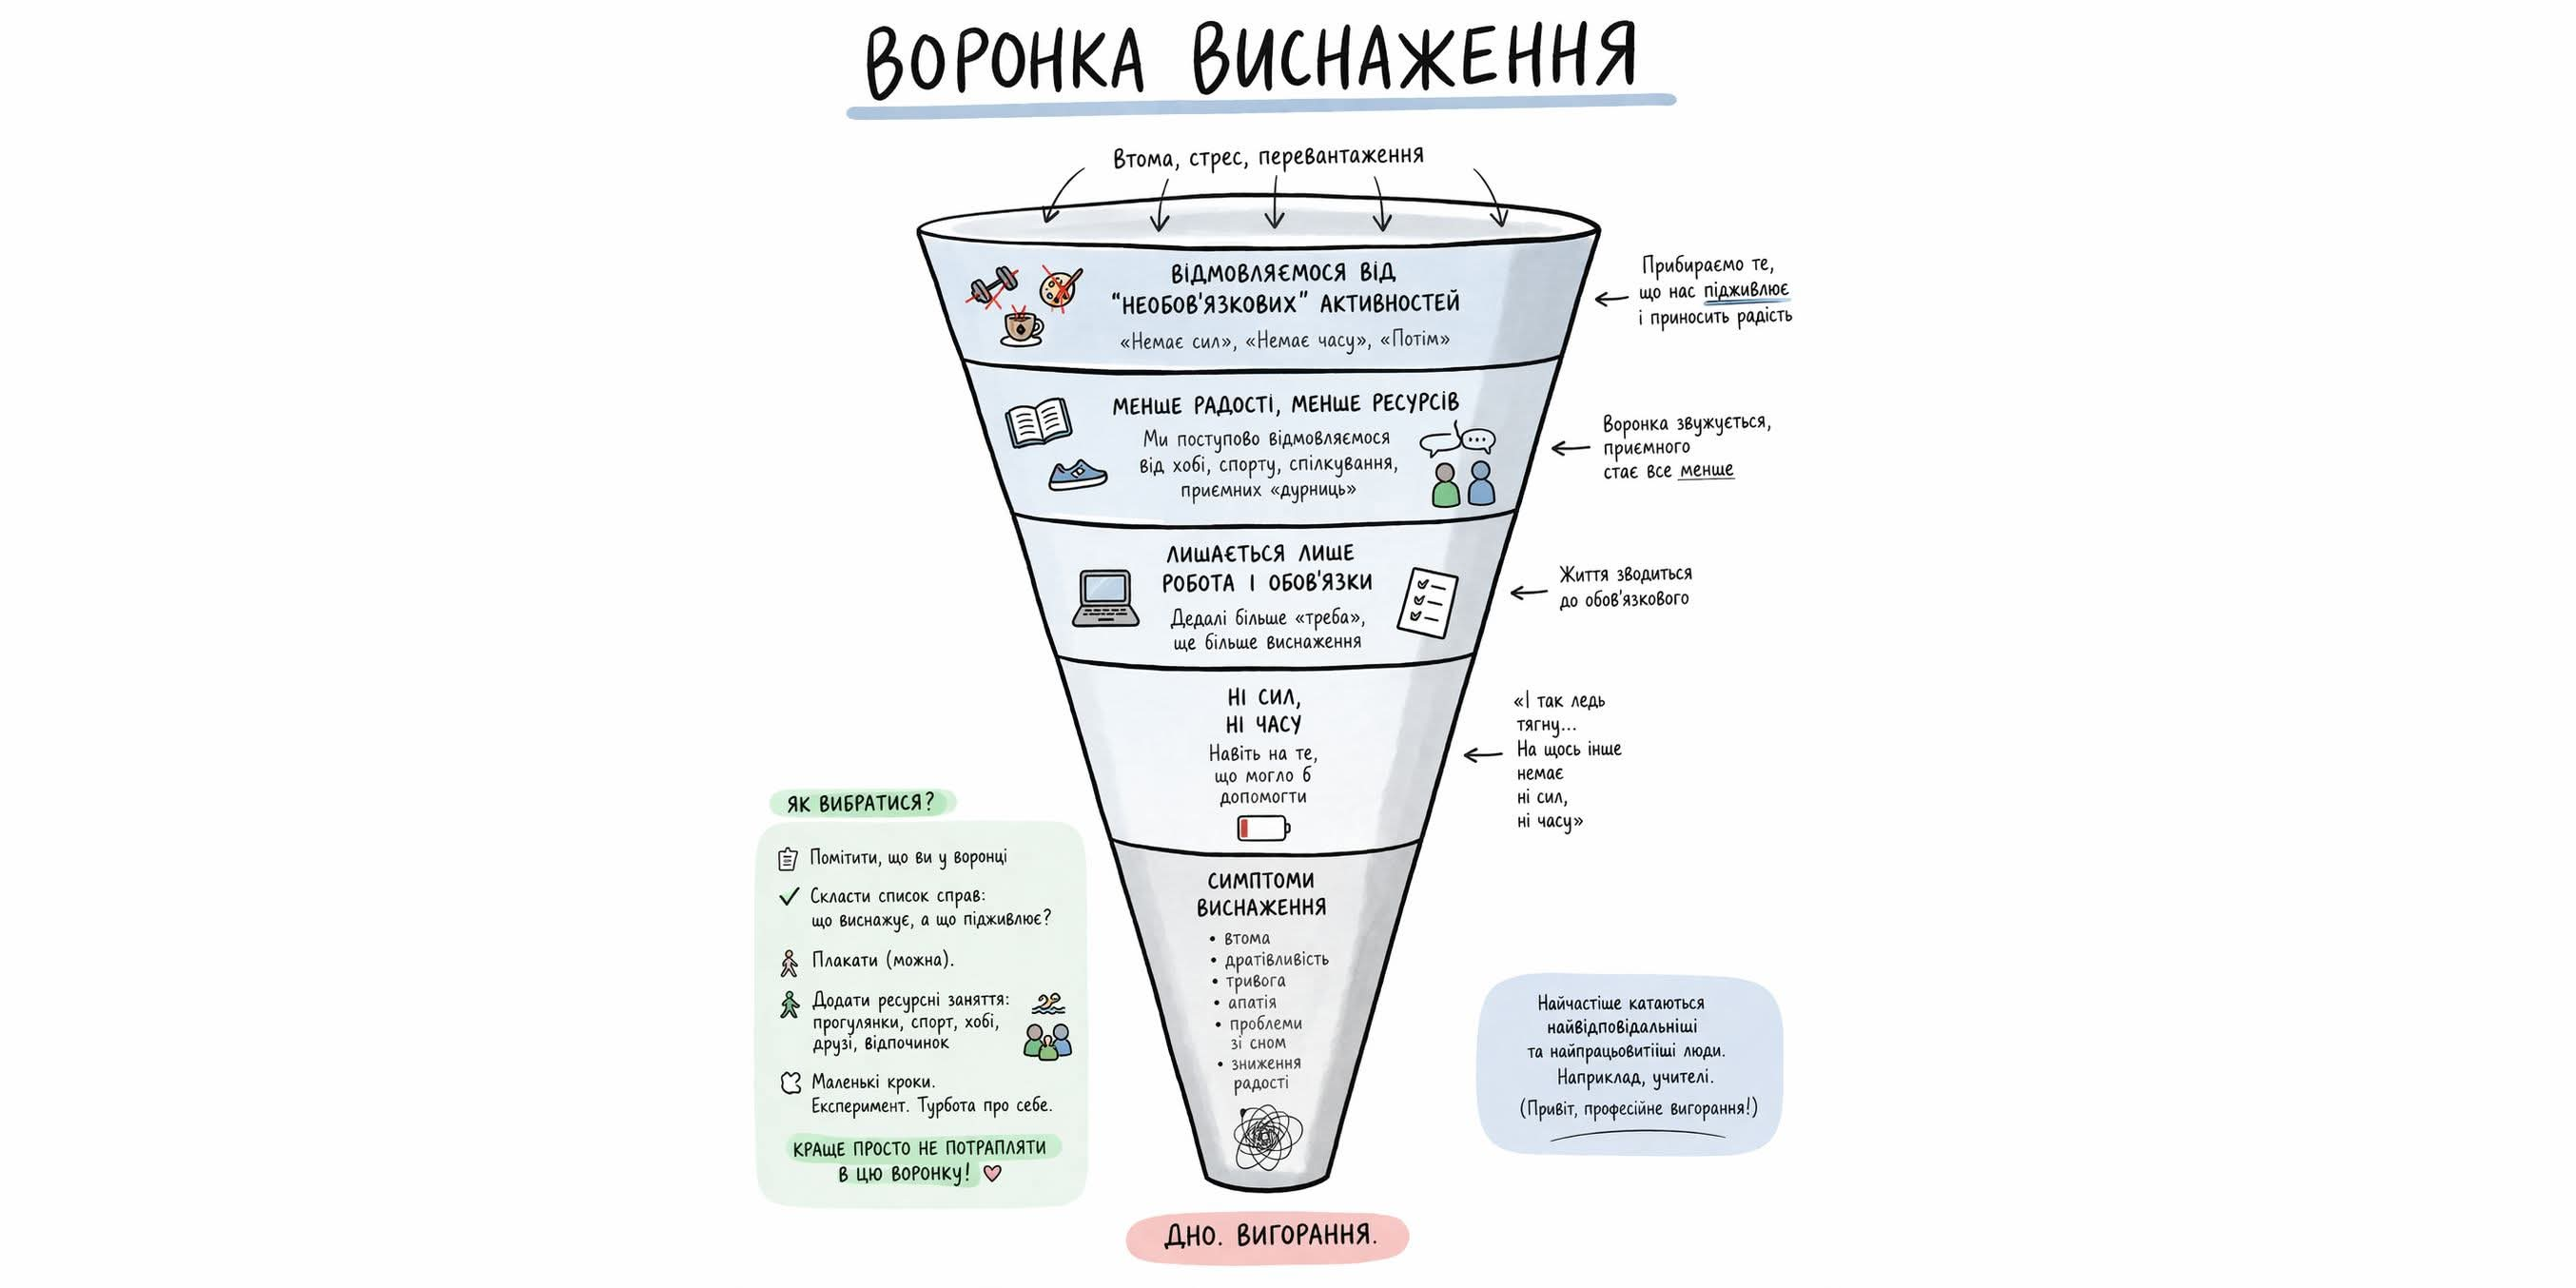 ВОРОНКА ВИСНАЖЕННЯ
Втома, стрес, перевантаження
ВІДМОВЛЯЄМОСЯ ВІД
"НЕОБОВ'ЯЗКОВИХ" АКТИВНОСТЕЙ
«Немає сил», «Немає часу», «Потім»
Прибираємо те,
що нас підживлює
і приносить радість
МЕНШЕ РАДОСТІ, МЕНШЕ РЕСУРСІВ
Ми поступово відмовляємося
від хобі, спорту, спілкування,
приємних «дурниць»
Воронка звужується,
приємного
стає все менше
ЛИШАЄТЬСЯ ЛИШЕ
РОБОТА І ОБОВ'ЯЗКИ
Дедалі більше «треба»,
ще більше виснаження
Життя зводиться
до обов'язкового
НІ СИЛ,
НІ ЧАСУ
Навіть на те,
що могло б
допомогти
«І так ледь
тягну...
На щось інше
немає
ні сил,
ні часу»
СИМПТОМИ
ВИСНАЖЕННЯ
• втома
• дратівливість
• тривога
• апатія
• проблеми
зі сном
• зниження
радості
ДНО. ВИГОРАННЯ.
ЯК ВИБРАТИСЯ?
Помітити, що ви у воронці
Скласти список справ:
що виснажує, а що підживлює?
Плакати (можна).
Додати ресурсні заняття:
прогулянки, спорт, хобі,
друзі, відпочинок
Маленькі кроки.
Експеримент. Турбота про себе.
КРАЩЕ ПРОСТО НЕ ПОТРАПЛЯТИ
В ЦЮ ВОРОНКУ!
Найчастіше катаються
найвідповідальніші
та найпрацьовитііші люди.
Наприклад, учителі.
(Привіт, професійне вигорання!)